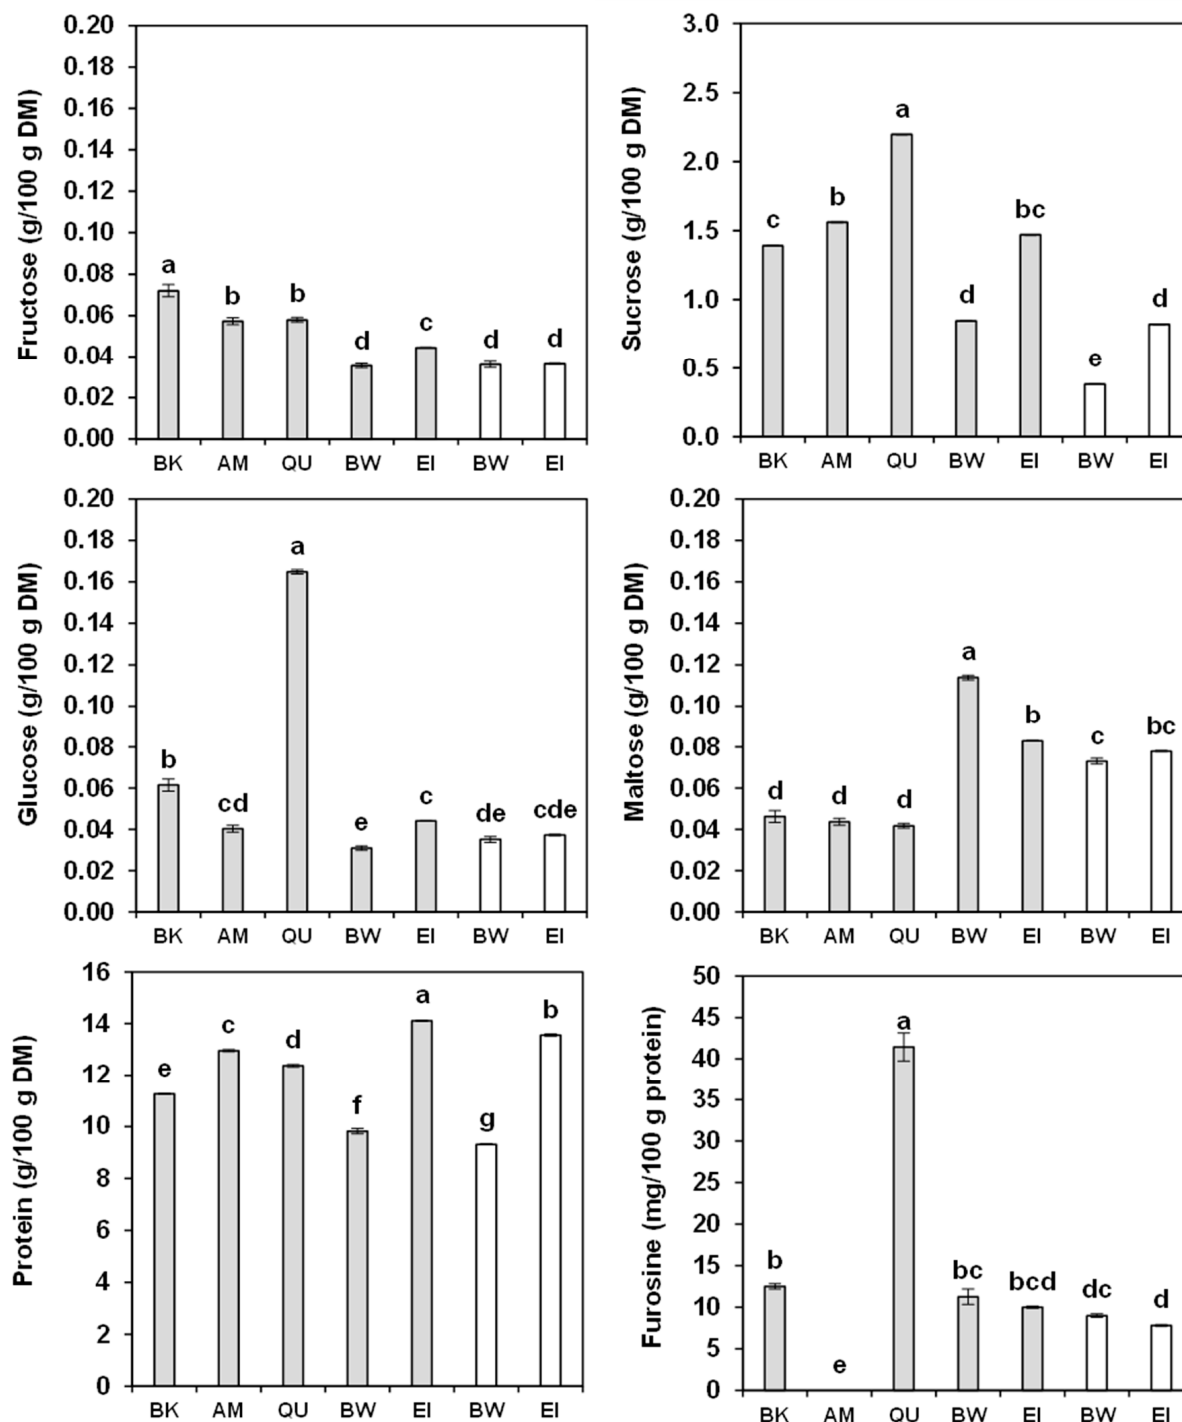 Fructose (g/100 g DM)
0.20
0.18
0.16
0.14
0.12
0.10
0.08
0.06
0.04
0.02
0.00
a
b
b
d
c
d
d
BK AM QU BW EI BW EI
Sucrose (g/100 g DM)
3.0
2.5
2.0
1.5
1.0
0.5
0.0
c
b
a
d
bc
e
d
BK AM QU BW EI BW EI
Glucose (g/100 g DM)
0.20
0.18
0.16
0.14
0.12
0.10
0.08
0.06
0.04
0.02
0.00
b
cd
a
e
c
de
cde
BK AM QU BW EI BW EI
Maltose (g/100 g DM)
0.20
0.18
0.16
0.14
0.12
0.10
0.08
0.06
0.04
0.02
0.00
d
d
d
a
b
c
bc
BK AM QU BW EI BW EI
Protein (g/100 g DM)
16
14
12
10
8
6
4
2
0
e
c
d
f
a
g
b
BK AM QU BW EI BW EI
Furosine (mg/100 g protein)
50
45
40
35
30
25
20
15
10
5
0
b
e
a
bc
bcd
dc
d
BK AM QU BW EI BW EI